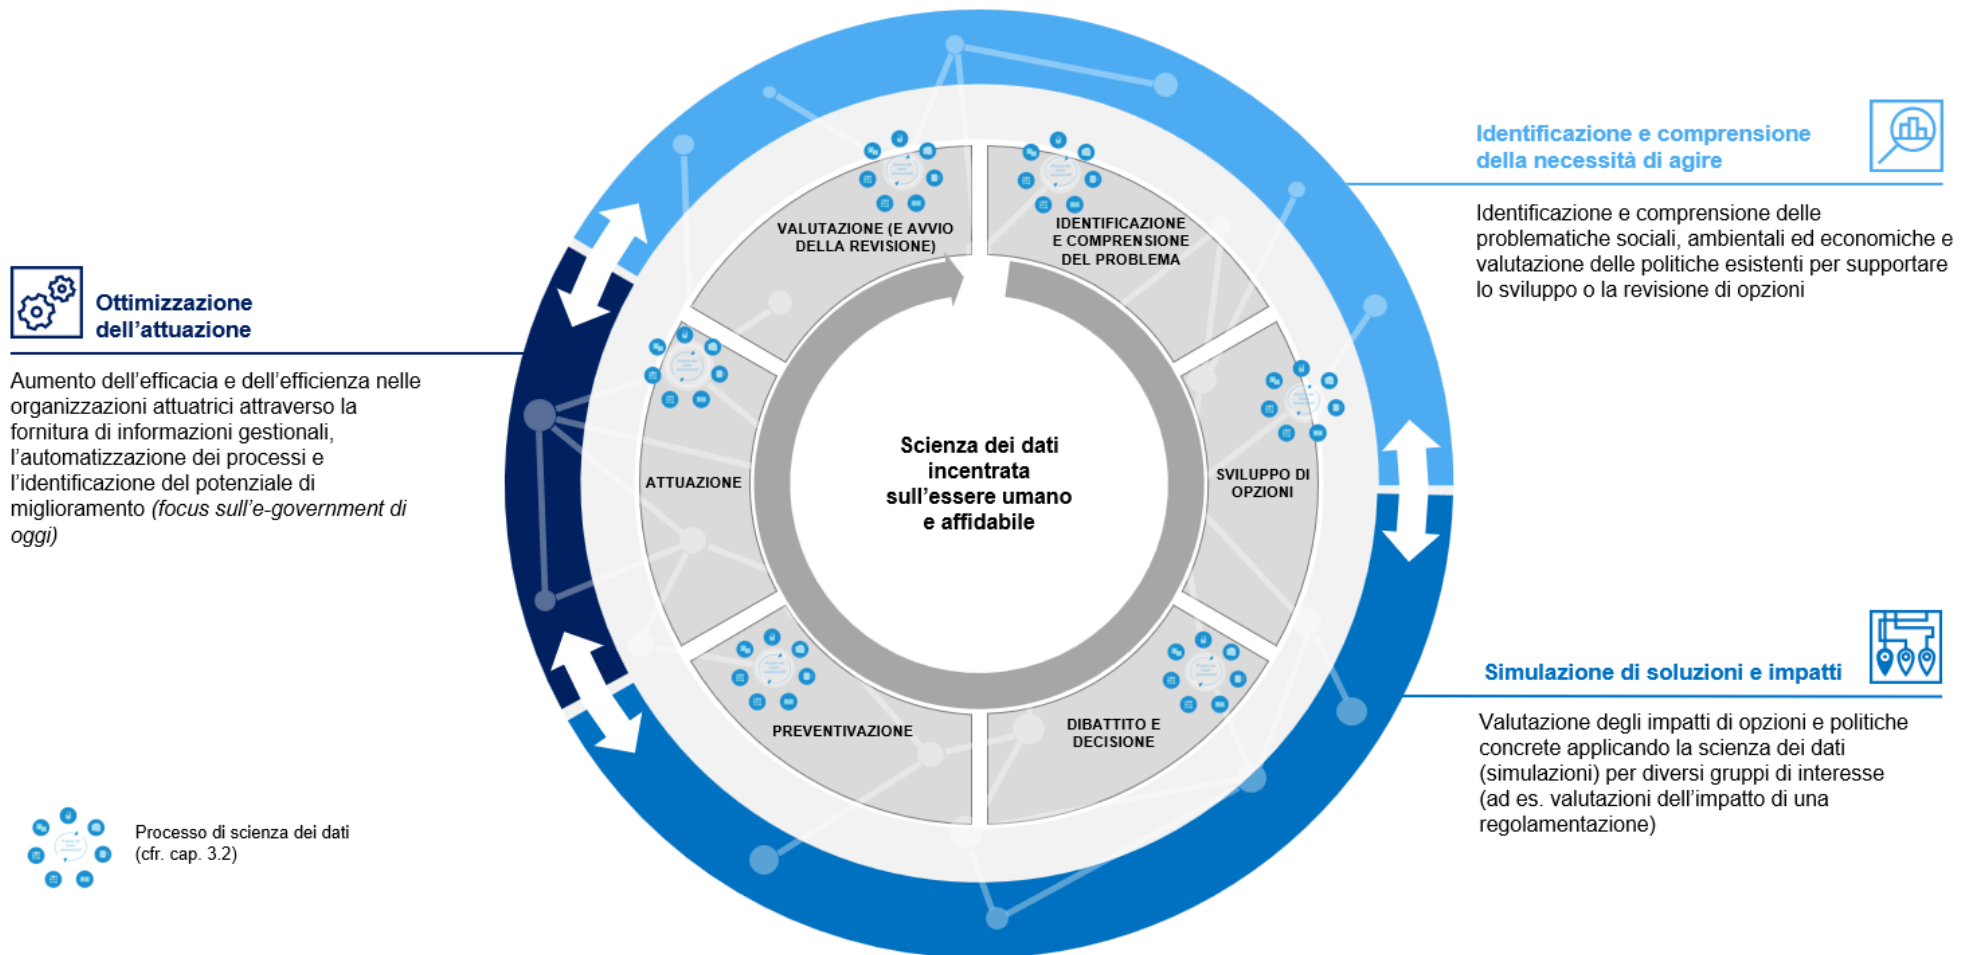 Identificazione e comprensione
della necessità di agire
Identificazione e comprensione delle
problematiche sociali, ambientali ed economiche e
valutazione delle politiche esistenti per supportare
lo sviluppo o la revisione di opzioni
VALUTAZIONE (E AVVIO
DELLA REVISIONE)
IDENTIFICAZIONE
E COMPRENSIONE
DEL PROBLEMA
Ottimizzazione
dell'attuazione
Aumento dell'efficacia e dell'efficienza nelle
organizzazioni attuatrici attraverso la
fornitura di informazioni gestionali,
l'automatizzazione dei processi e
l'identificazione del potenziale di
miglioramento (focus sull'e-government di
oggi)
ATTUAZIONE
Scienza dei dati
incentrata
sull'essere umano
e affidabile
SVILUPPO DI
OPZIONI
PREVENTIVAZIONE
DIBATTITO E
DECISIONE
Simulazione di soluzioni e impatti
Valutazione degli impatti di opzioni e politiche
concrete applicando la scienza dei dati
(simulazioni) per diversi gruppi di interesse
(ad es. valutazioni dell'impatto di una
regolamentazione)
Processo di scienza dei dati
(cfr. cap. 3.2)